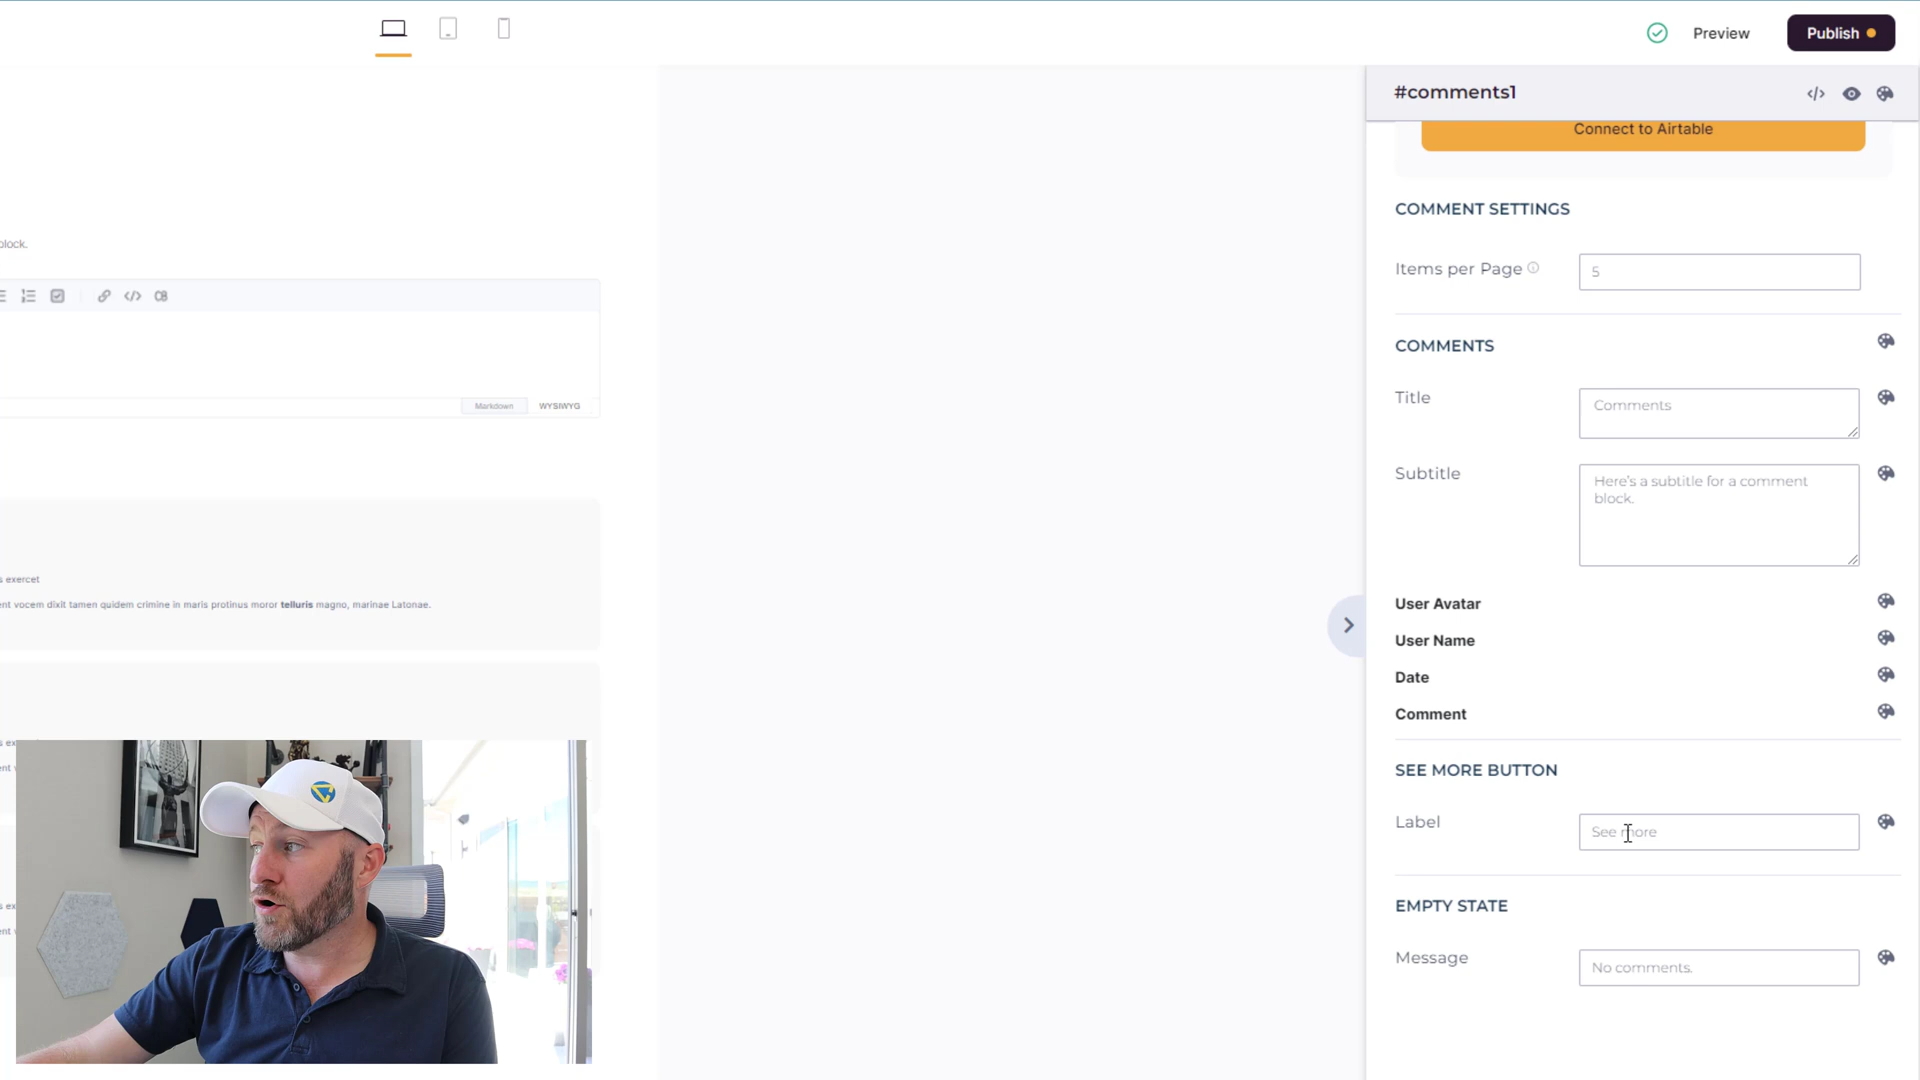 Preview
Publish
#comments1
Connect to Airtable
COMMENT SETTINGS
Items per Page
5
COMMENTS
Title
Comments
Subtitle
Here's a subtitle for a comment
block.
User Avatar
User Name
Date
Comment
SEE MORE BUTTON
Label
See more
EMPTY STATE
Message
No comments.
block.
Markdown
WYSIWYG
exercet
vocem dixit tamen quidem crimine in maris protinus moror telluris magno, marinae Latonae.